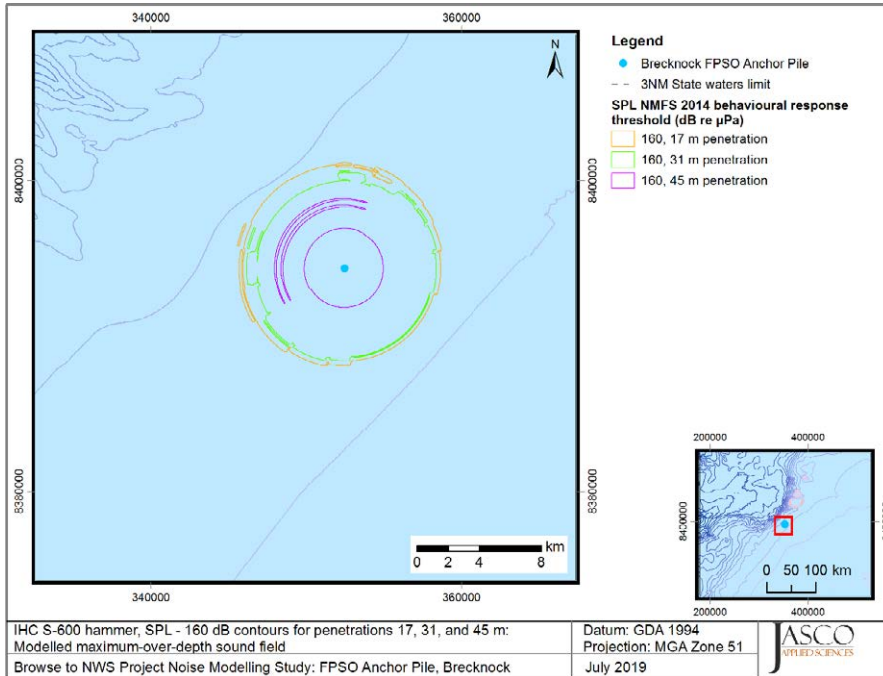 340000
360000
N
8400000
8400000
8380000
8380000
0 2 4 8
km
340000
360000
Legend
Brecknock FPSO Anchor Pile
3NM State waters limit
SPL NMFS 2014 behavioural response
threshold (dB re µPa)
160, 17 m penetration
160, 31 m penetration
160, 45 m penetration
200000
400000
8400000
0 50 100 km
200000
400000
IHC S-600 hammer, SPL - 160 dB contours for penetrations 17, 31, and 45 m:
Modelled maximum-over-depth sound field
Browse to NWS Project Noise Modelling Study: FPSO Anchor Pile, Brecknock
Datum: GDA 1994
Projection: MGA Zone 51
July 2019
JASCO
APPLIED SCIENCES